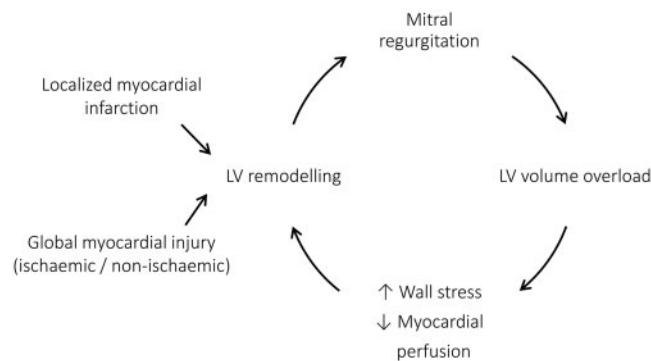 Mitral
regurgitation
Localized myocardial
infarction
LV remodelling
LV volume overload
Global myocardial injury
(ischaemic / non-ischaemic)
↑ Wall stress
↓ Myocardial
perfusion